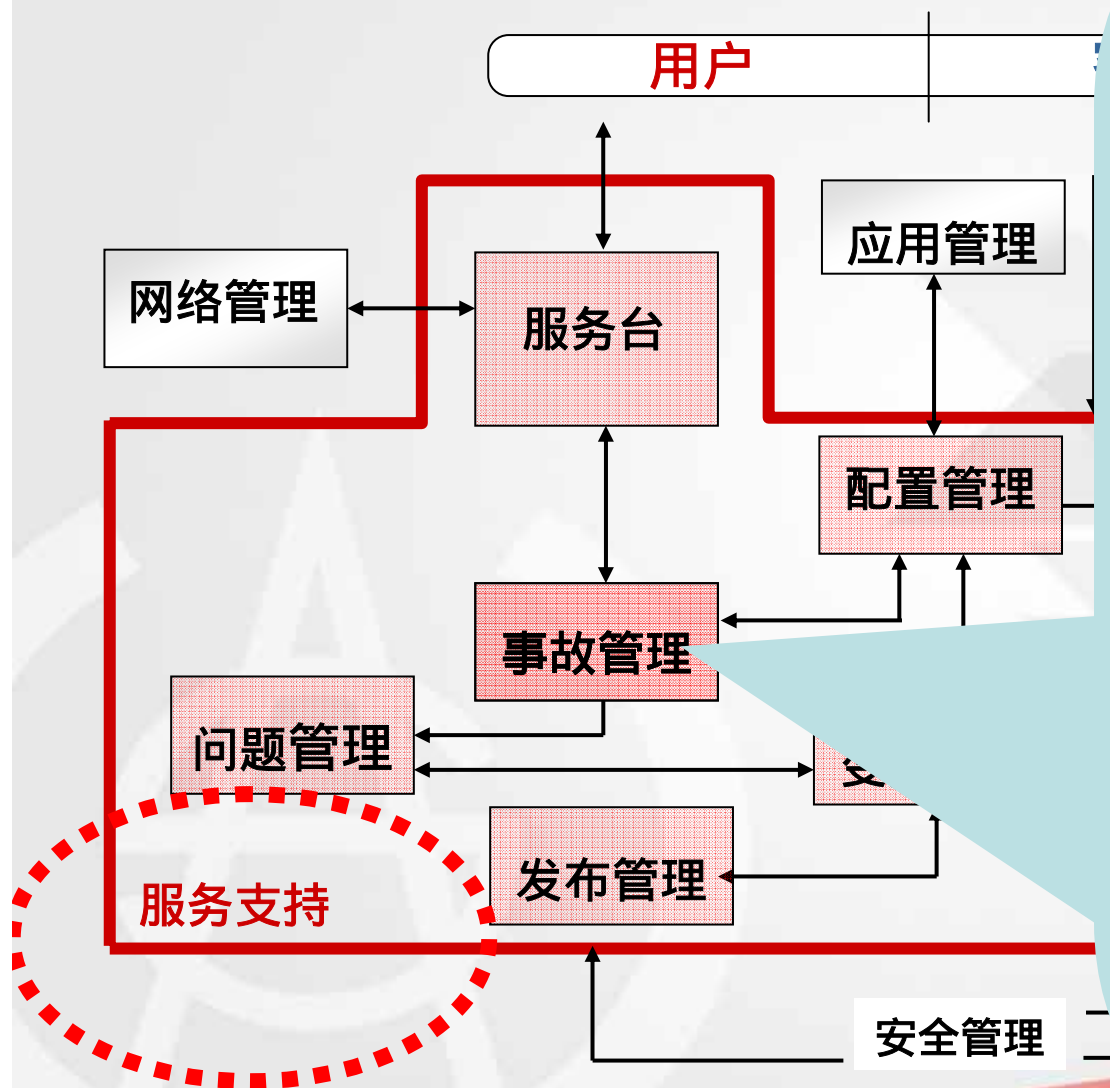 用户
应用管理
网络管理
服务台
配置管理
事故管理
问题管理
发布管理
服务支持
安全管理